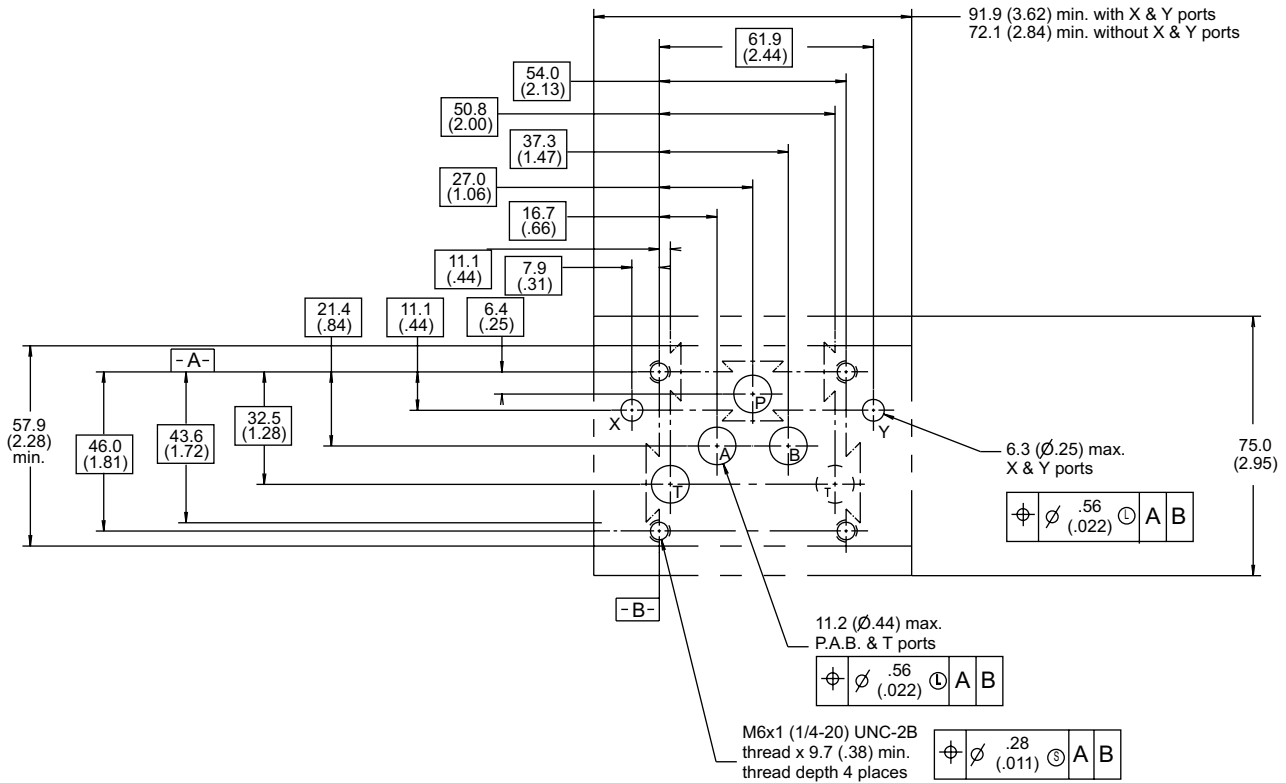 91.9 (3.62) min. with X & Y ports
72.1 (2.84) min. without X & Y ports
61.9
(2.44)
54.0
(2.13)
50.8
(2.00)
37.3
(1.47)
27.0
(1.06)
16.7
(.66)
11.1
(.44)
7.9
(.31)
21.4
(.84)
11.1
(.44)
6.4
(.25)
-A-
57.9
(2.28)
min.
46.0
(1.81)
43.6
(1.72)
32.5
(1.28)
X
P
Y
A
B
T
T
6.3 (Ø.25) max.
X & Y ports
⌖ Ø .56 (.022) Ⓛ A B
75.0
(2.95)
-B-
11.2 (Ø.44) max.
P.A.B. & T ports
⌖ Ø .56 (.022) Ⓛ A B
M6x1 (1/4-20) UNC-2B
thread x 9.7 (.38) min.
thread depth 4 places
⌖ Ø .28 (.011) Ⓢ A B